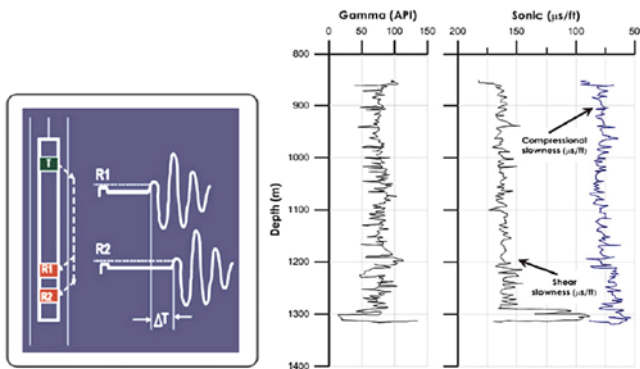 T
R1
R2
R1
R2
ΔT
Gamma (API)
0 50 100 150
Sonic (μs/ft)
200 150 100 50
Depth (m)
800
900
1000
1100
1200
1300
1400
Compressional
slowness (μs/ft)
Shear
slowness (μs/ft)